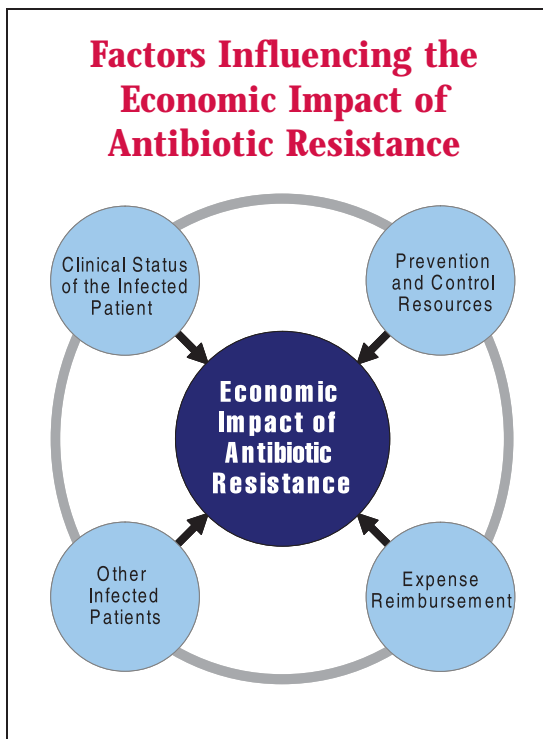 Factors Influencing the
Economic Impact of
Antibiotic Resistance
Clinical Status
of the Infected
Patient
Prevention
and Control
Resources
Economic
Impact of
Antibiotic
Resistance
Other
Infected
Patients
Expense
Reimbursement